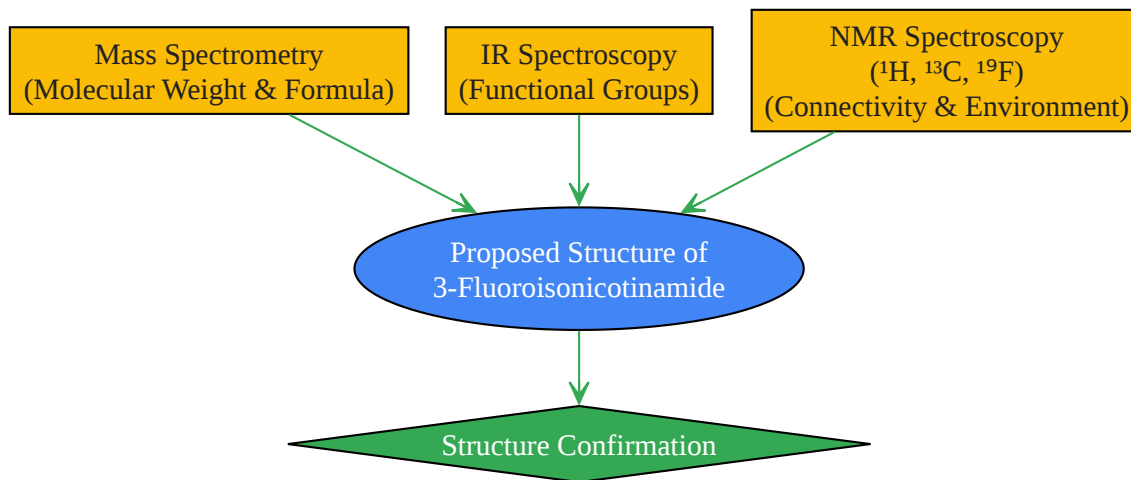 Mass Spectrometry
(Molecular Weight & Formula)
IR Spectroscopy
(Functional Groups)
NMR Spectroscopy
(¹H, ¹³C, ¹⁹F)
(Connectivity & Environment)
Proposed Structure of
3-Fluoroisonicotinamide
Structure Confirmation